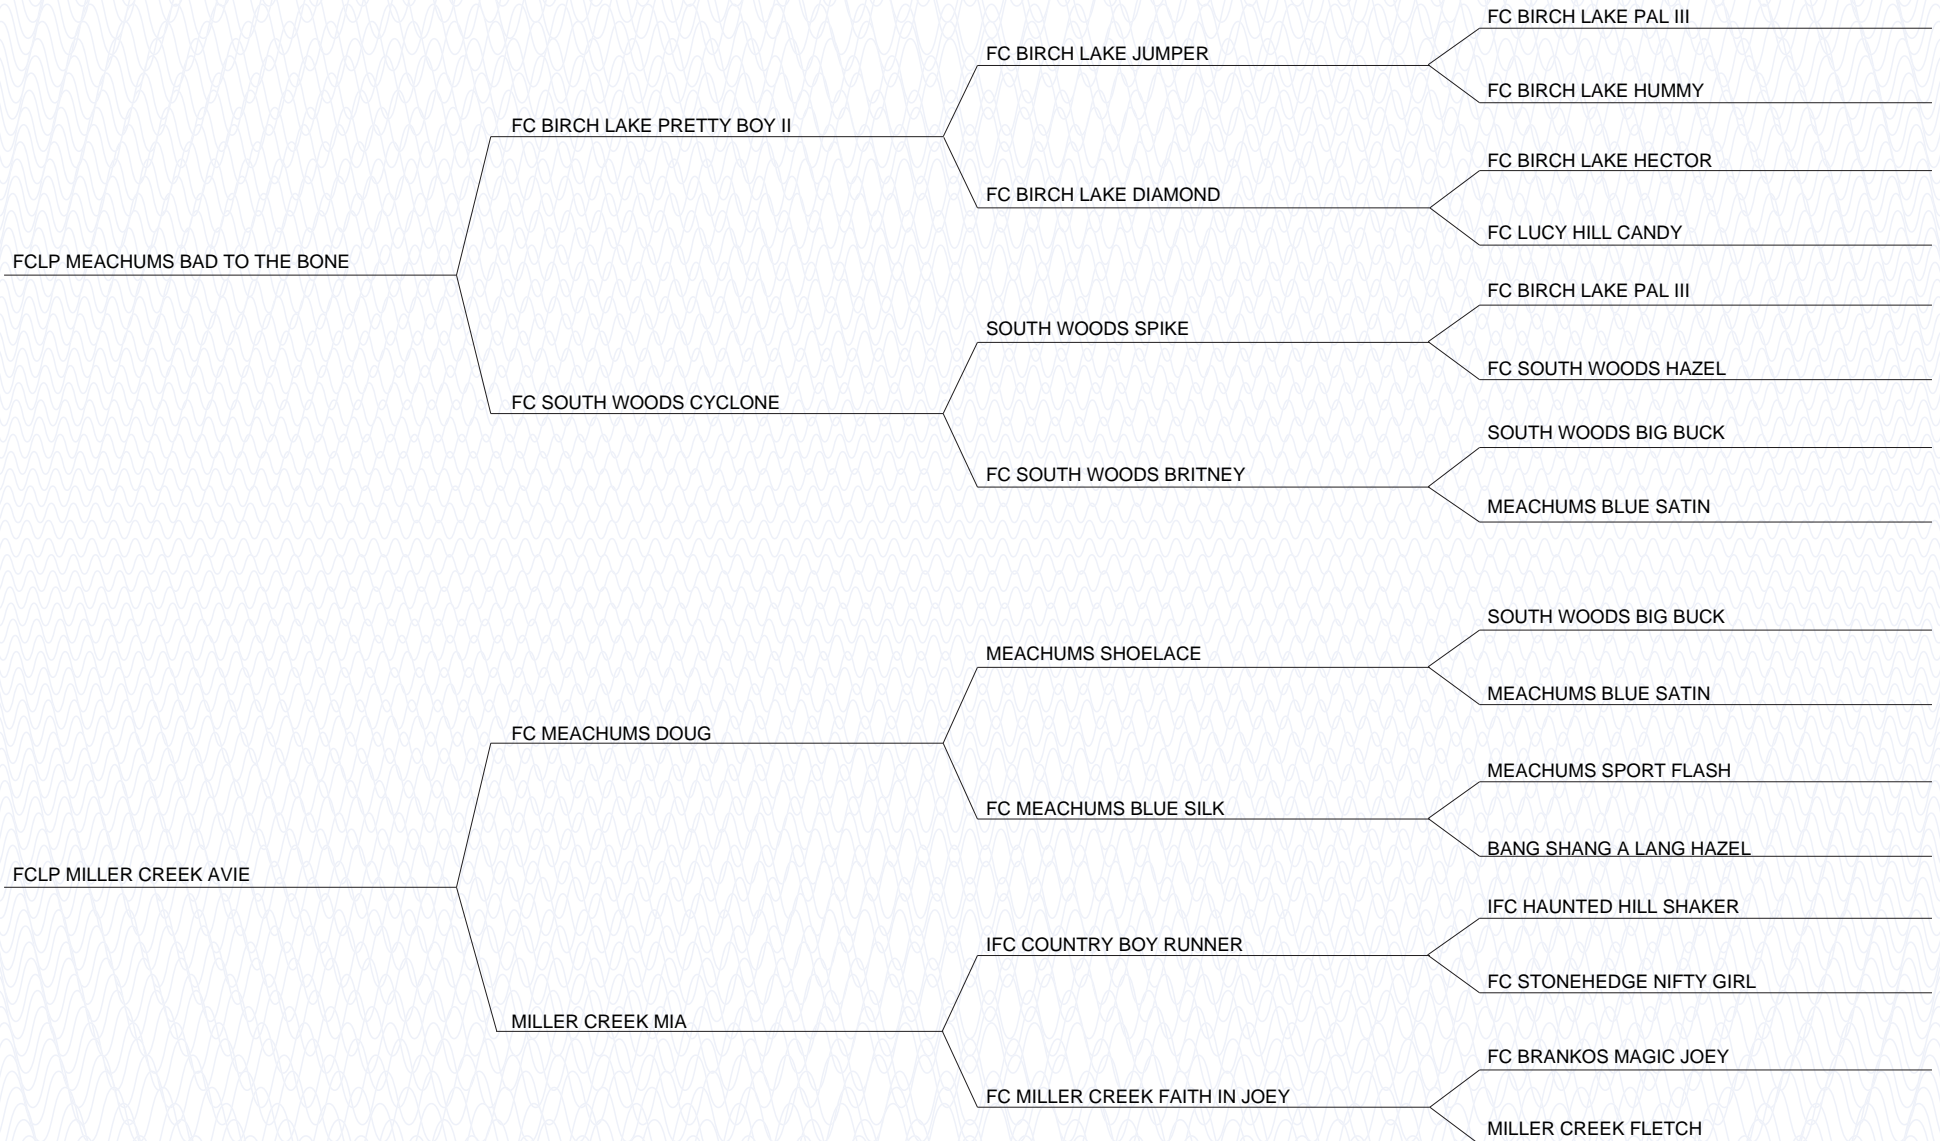 FC BIRCH LAKE PAL III
FC BIRCH LAKE JUMPER
FC BIRCH LAKE HUMMY
FC BIRCH LAKE PRETTY BOY II
FC BIRCH LAKE HECTOR
FC BIRCH LAKE DIAMOND
FC LUCY HILL CANDY
FCLP MEACHUMS BAD TO THE BONE
FC BIRCH LAKE PAL III
SOUTH WOODS SPIKE
FC SOUTH WOODS HAZEL
FC SOUTH WOODS CYCLONE
SOUTH WOODS BIG BUCK
FC SOUTH WOODS BRITNEY
MEACHUMS BLUE SATIN
SOUTH WOODS BIG BUCK
MEACHUMS SHOELACE
MEACHUMS BLUE SATIN
FC MEACHUMS DOUG
MEACHUMS SPORT FLASH
FC MEACHUMS BLUE SILK
BANG SHANG A LANG HAZEL
FCLP MILLER CREEK AVIE
IFC HAUNTED HILL SHAKER
IFC COUNTRY BOY RUNNER
FC STONEHEDGE NIFTY GIRL
MILLER CREEK MIA
FC BRANKOS MAGIC JOEY
FC MILLER CREEK FAITH IN JOEY
MILLER CREEK FLETCH